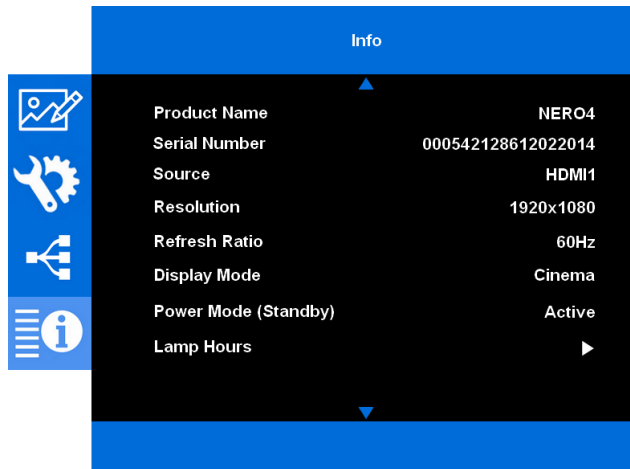 Info
Product Name NERO4
Serial Number 000542128612022014
Source HDMI1
Resolution 1920x1080
Refresh Ratio 60Hz
Display Mode Cinema
Power Mode (Standby) Active
Lamp Hours